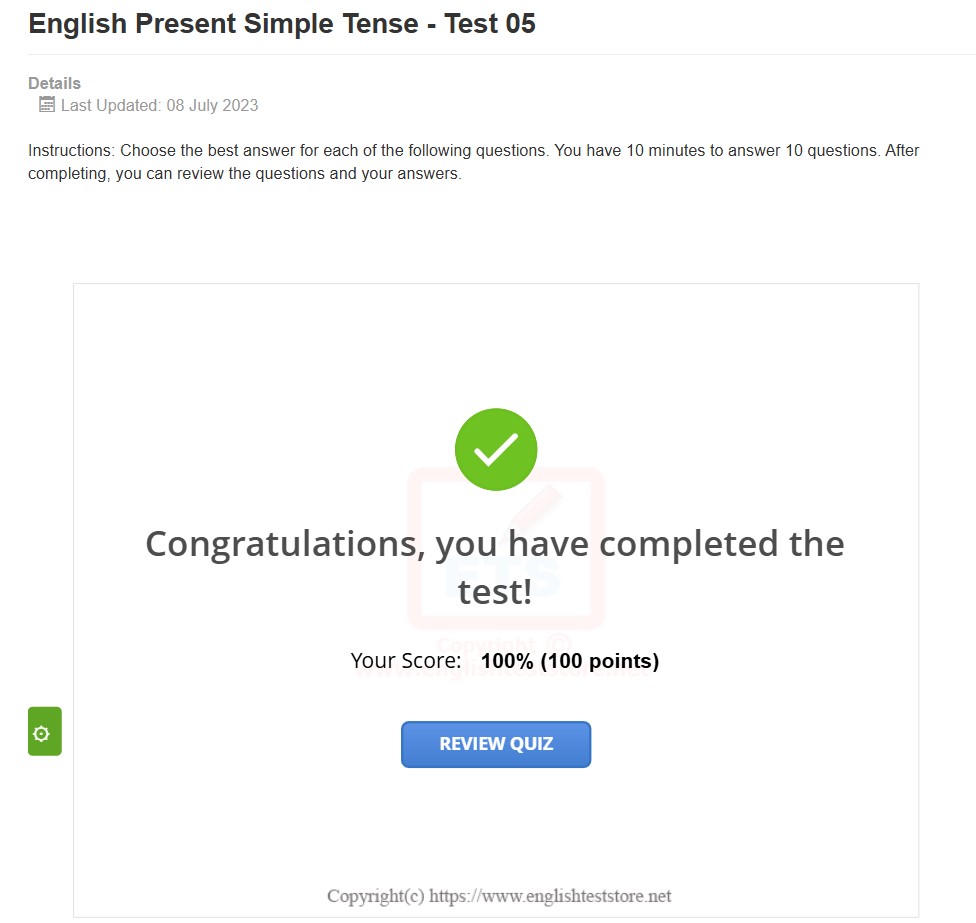 English Present Simple Tense - Test 05
Details
Last Updated: 08 July 2023
Instructions: Choose the best answer for each of the following questions. You have 10 minutes to answer 10 questions. After
completing, you can review the questions and your answers.
Congratulations, you have completed the
test!
ETS
Copyright ©
Your Score: 100% (100 points)
www.englishteststore.net
REVIEW QUIZ
Copyright(c) https://www.englishteststore.net